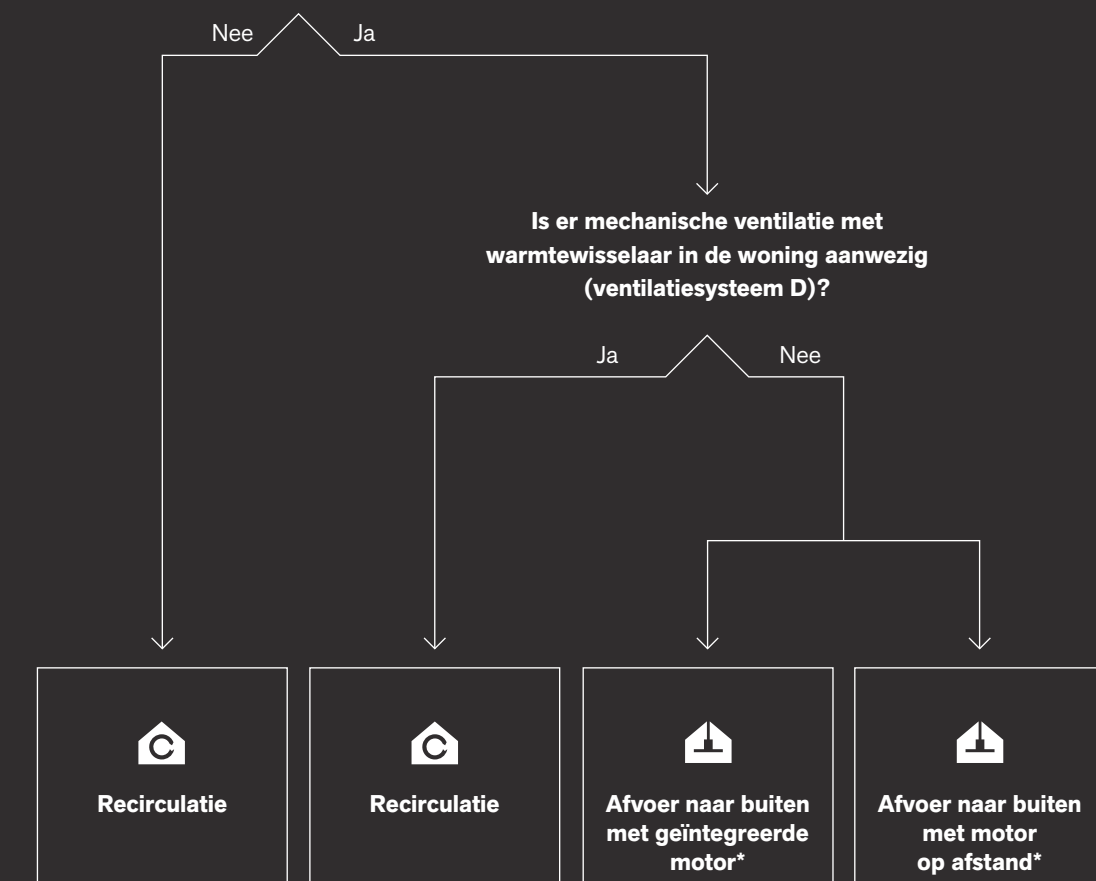 Nee
Ja
Is er mechanische ventilatie met
warmtewisselaar in de woning aanwezig
(ventilatiesysteem D)?
Ja
Nee
Recirculatie
Recirculatie
Afvoer naar buiten
met geïntegreerde
motor*
Afvoer naar buiten
met motor
op afstand*